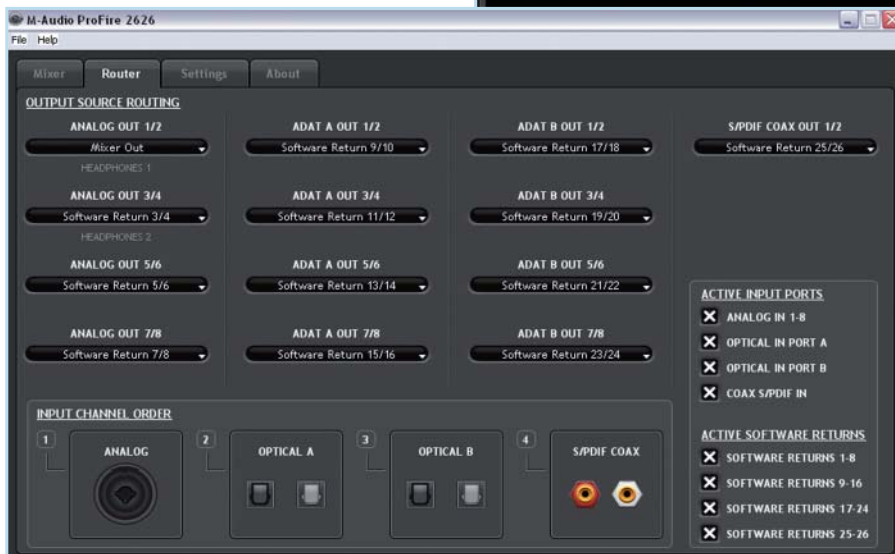 M-Audio ProFire 2626
File Help
Mixer Router Settings About
OUTPUT SOURCE ROUTING
ANALOG OUT 1/2
Mixer Out
HEADPHONES 1
ANALOG OUT 3/4
Software Return 3/4
HEADPHONES 2
ANALOG OUT 5/6
Software Return 5/6
ANALOG OUT 7/8
Software Return 7/8
ADAT A OUT 1/2
Software Return 9/10
ADAT A OUT 3/4
Software Return 11/12
ADAT A OUT 5/6
Software Return 13/14
ADAT A OUT 7/8
Software Return 15/16
ADAT B OUT 1/2
Software Return 17/18
ADAT B OUT 3/4
Software Return 19/20
ADAT B OUT 5/6
Software Return 21/22
ADAT B OUT 7/8
Software Return 23/24
S/PDIF COAX OUT 1/2
Software Return 25/26
ACTIVE INPUT PORTS
ANALOG IN 1-8
OPTICAL IN PORT A
OPTICAL IN PORT B
COAX S/PDIF IN
ACTIVE SOFTWARE RETURNS
SOFTWARE RETURNS 1-8
SOFTWARE RETURNS 9-16
SOFTWARE RETURNS 17-24
SOFTWARE RETURNS 25-26
INPUT CHANNEL ORDER
1 ANALOG
2 OPTICAL A
3 OPTICAL B
4 S/PDIF COAX